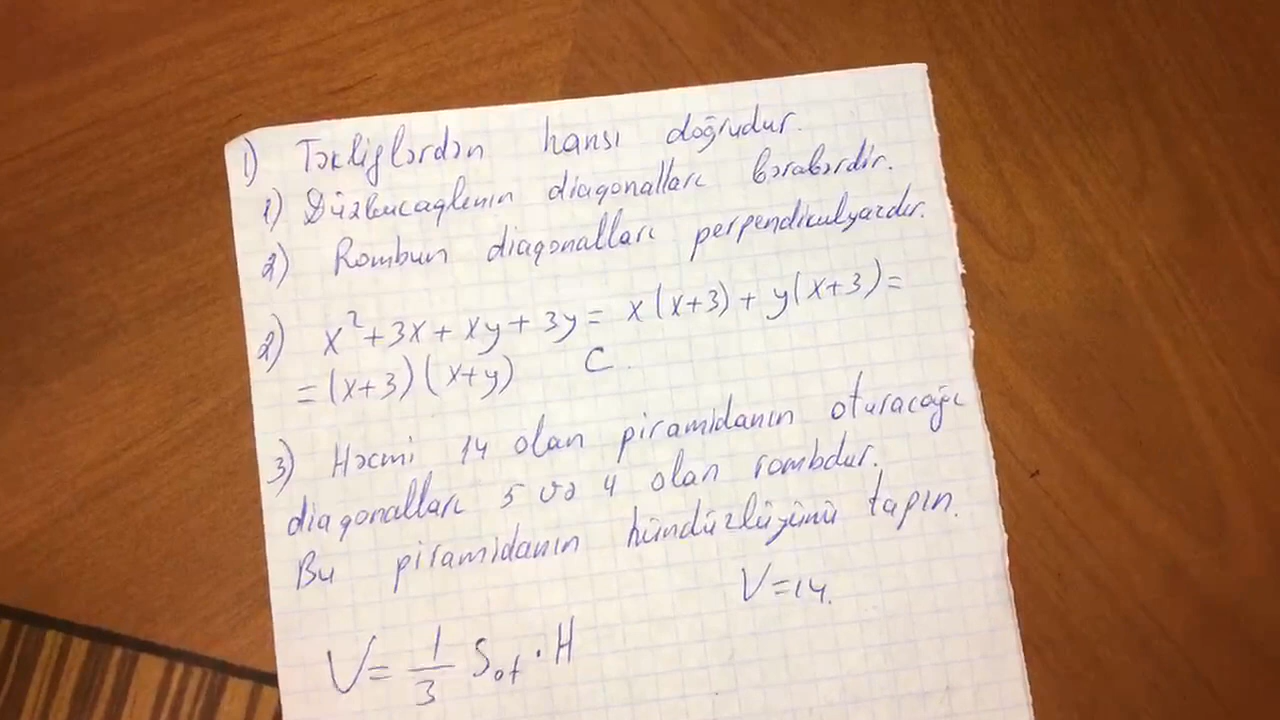 1) Təkliflərdən hansı doğrudur.
1) Düzbucaqlının diaqonalları bərabərdir.
2) Rombun diaqonalları perpendikulyardır.
2) x²+3x+xy+3y= x(x+3)+y(x+3)=
=(x+3)(x+y) C.
3) Həcmi 14 olan piramidanın oturacağı
diaqonalları 5 və 4 olan rombdur.
Bu piramidanın hündüzlüyünü tapın.
V=14.
V= 1/3 Sot · H